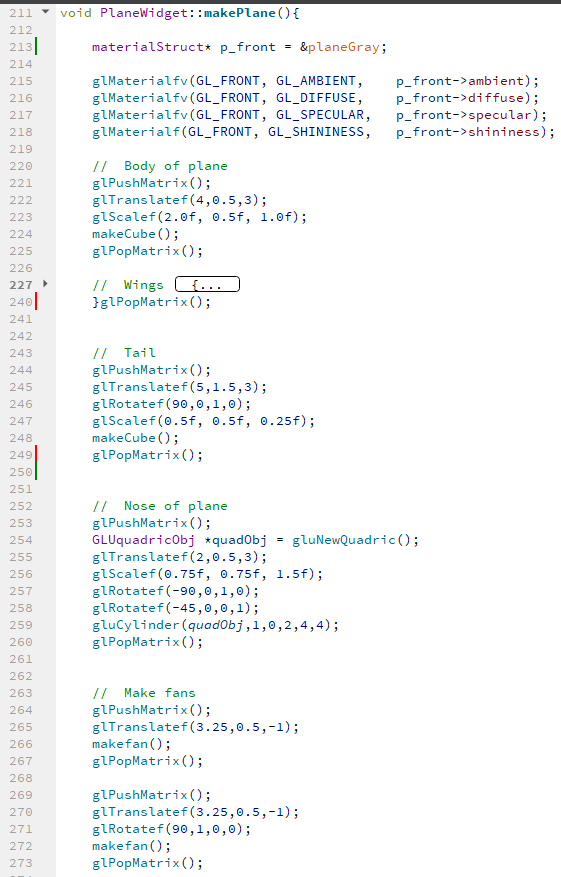 211 void PlaneWidget::makePlane(){
212
213     materialStruct* p_front = &planeGray;
214
215     glMaterialfv(GL_FRONT, GL_AMBIENT,    p_front->ambient);
216     glMaterialfv(GL_FRONT, GL_DIFFUSE,    p_front->diffuse);
217     glMaterialfv(GL_FRONT, GL_SPECULAR,   p_front->specular);
218     glMaterialf(GL_FRONT, GL_SHININESS,   p_front->shininess);
219
220     //  Body of plane
221     glPushMatrix();
222     glTranslatef(4,0.5,3);
223     glScalef(2.0f, 0.5f, 1.0f);
224     makeCube();
225     glPopMatrix();
226
227     //  Wings {...
240     }glPopMatrix();
241
242
243     //  Tail
244     glPushMatrix();
245     glTranslatef(5,1.5,3);
246     glRotatef(90,0,1,0);
247     glScalef(0.5f, 0.5f, 0.25f);
248     makeCube();
249     glPopMatrix();
250
251
252     //  Nose of plane
253     glPushMatrix();
254     GLUquadricObj *quadObj = gluNewQuadric();
255     glTranslatef(2,0.5,3);
256     glScalef(0.75f, 0.75f, 1.5f);
257     glRotatef(-90,0,1,0);
258     glRotatef(-45,0,0,1);
259     gluCylinder(quadObj,1,0,2,4,4);
260     glPopMatrix();
261
262
263     //  Make fans
264     glPushMatrix();
265     glTranslatef(3.25,0.5,-1);
266     makefan();
267     glPopMatrix();
268
269     glPushMatrix();
270     glTranslatef(3.25,0.5,-1);
271     glRotatef(90,1,0,0);
272     makefan();
273     glPopMatrix();